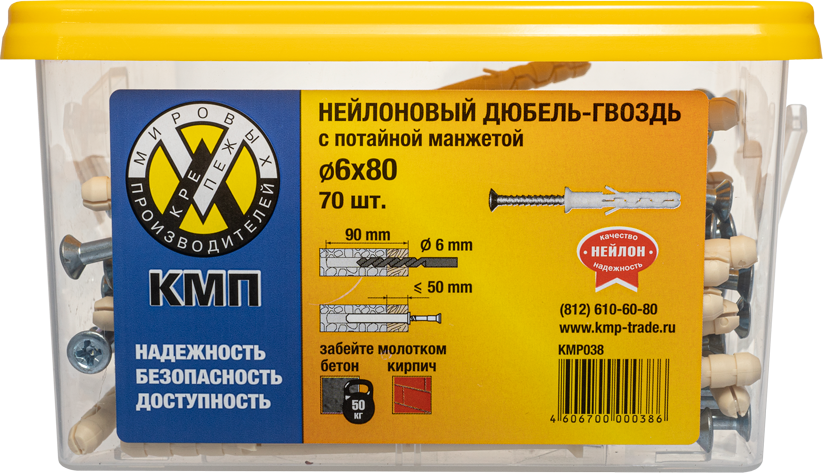 МИРОВЫХ
КРЕПЕЖ
ПРОИЗВОДИТЕЛЕЙ
КМП
НАДЕЖНОСТЬ
БЕЗОПАСНОСТЬ
ДОСТУПНОСТЬ
НЕЙЛОНОВЫЙ ДЮБЕЛЬ-ГВОЗДЬ
с потайной манжетой
ø6x80
70 шт.
90 mm
Ø 6 mm
≤ 50 mm
забейте молотком
бетон
кирпич
50
КГ
качество
НЕЙЛОН
надежность
(812) 610-60-80
www.kmp-trade.ru
KMP038
4 606700 000386